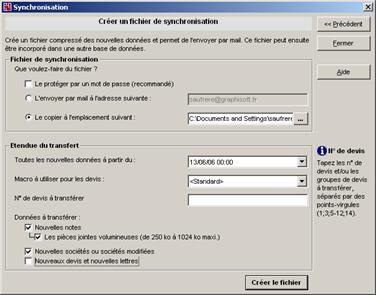 Synchronisation
Créer un fichier de synchronisation
<< Précédent
Crée un fichier compressé des nouvelles données et permet de l'envoyer par mail. Ce fichier peut ensuite être incorporé dans une autre base de données.
Fermer
Fichier de synchronisation
Que voulez-faire du fichier ?
Aide
Le protéger par un mot de passe (recommandé)
L'envoyer par mail à l'adresse suivante :
sautrere@graphisoft.fr
Le copier à l'emplacement suivant :
C:\Documents and Settings\sautrere
...
Etendue du transfert
Toutes les nouvelles données à partir du :
13/06/06 00:00
Macro à utiliser pour les devis :
<Standard>
N° de devis à transférer
N° de devis
Tapez les n° de
devis et/ou les
groupes de devis
à transférer,
séparés par des
points-virgules
(1;3;5-12;14).
Données à transférer :
Nouvelles notes
Les pièces jointes volumineuses (de 250 ko à 1024 ko maxi.)
Nouvelles sociétés ou sociétés modifiées
Nouveaux devis et nouvelles lettres
Créer le fichier